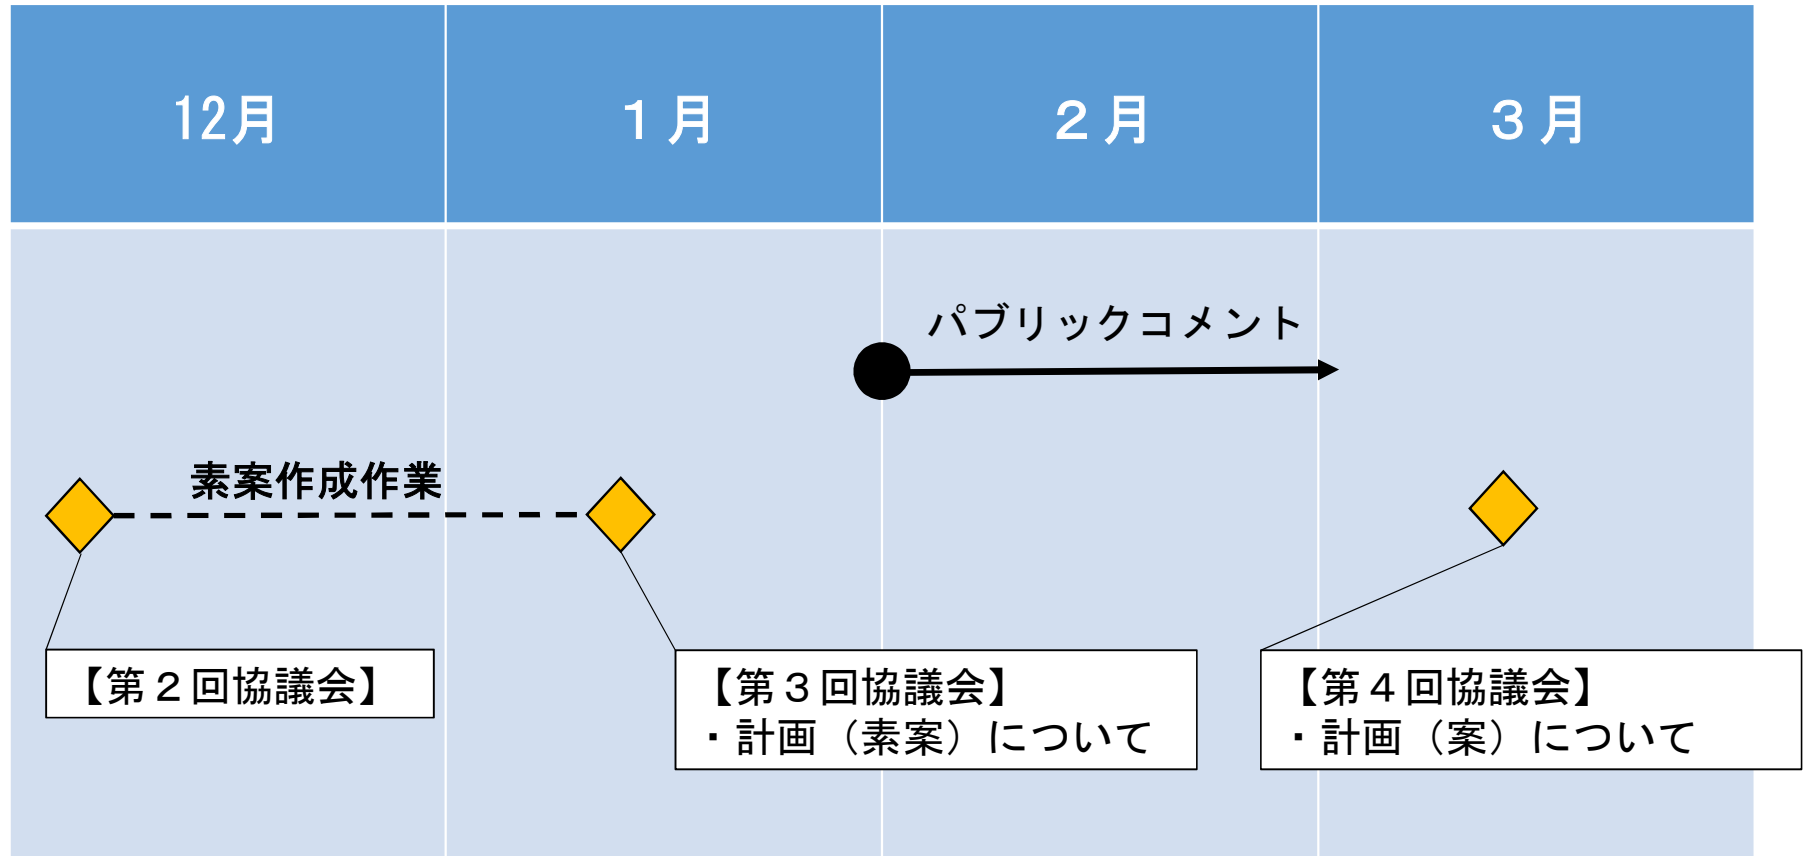 12月
１月
２月
３月
パブリックコメント
素案作成作業
【第２回協議会】
【第３回協議会】
・計画（素案）について
【第４回協議会】
・計画（案）について